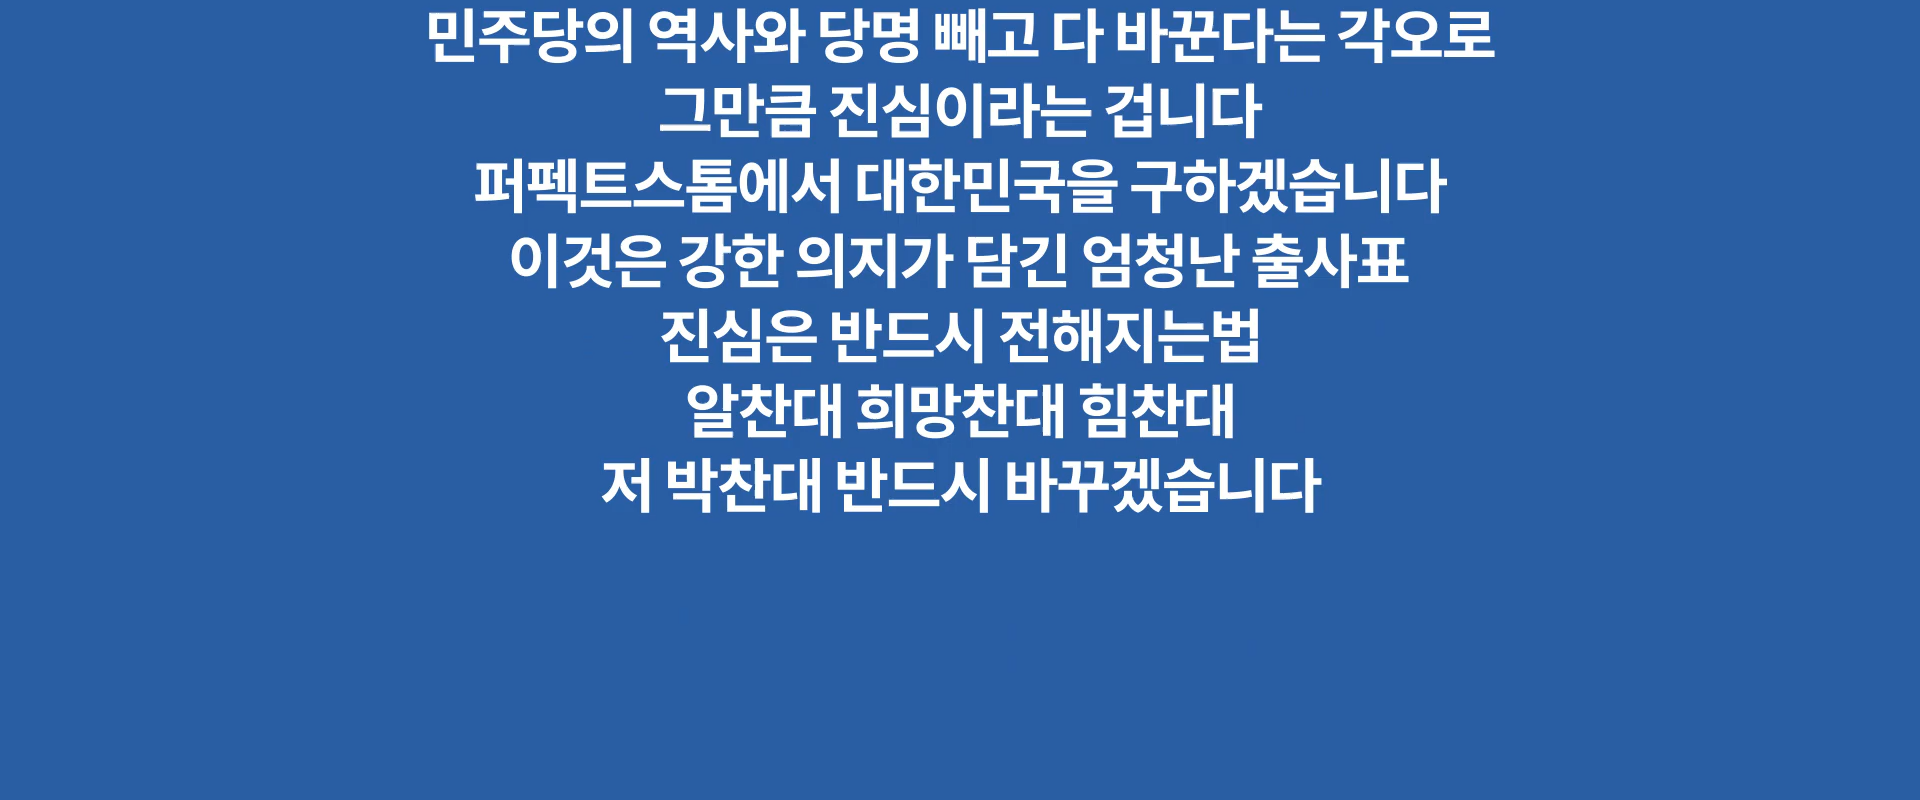 민주당의 역사와 당명 빼고 다 바꾼다는 각오로
그만큼 진심이라는 겁니다
퍼펙트스톰에서 대한민국을 구하겠습니다
이것은 강한 의지가 담긴 엄청난 출사표
진심은 반드시 전해지는법
알찬대 희망찬대 힘찬대
저 박찬대 반드시 바꾸겠습니다